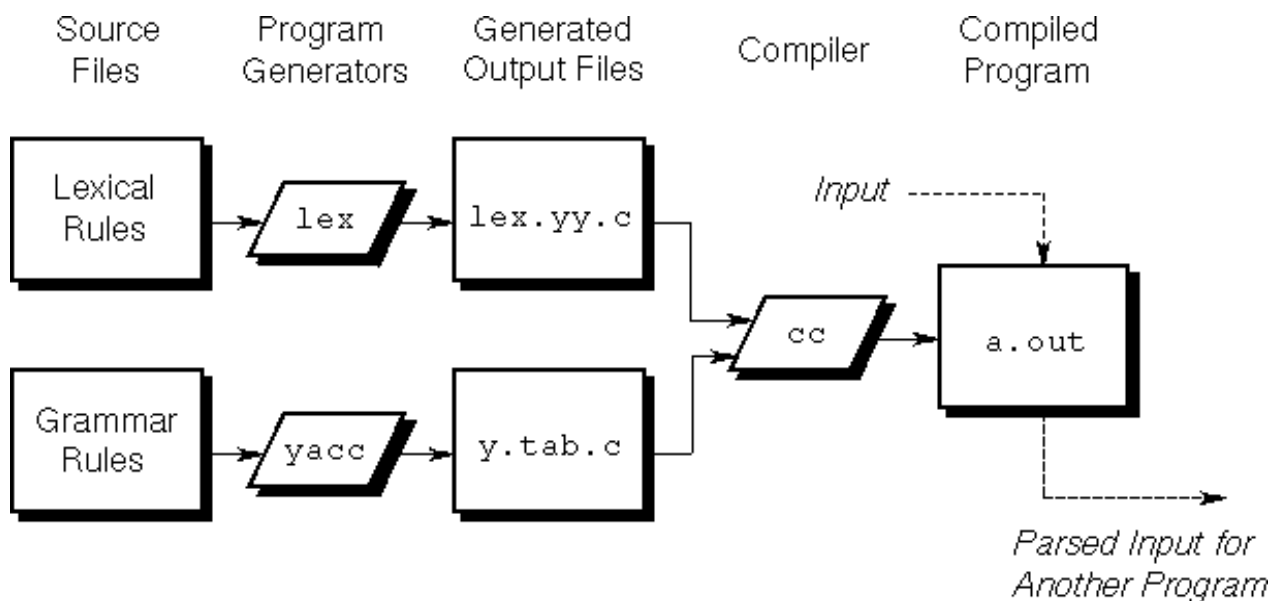 Source
Files
Program
Generators
Generated
Output Files
Compiler
Compiled
Program
Lexical
Rules
lex
lex.yy.c
Input
cc
a.out
Grammar
Rules
yacc
y.tab.c
Parsed Input for
Another Program